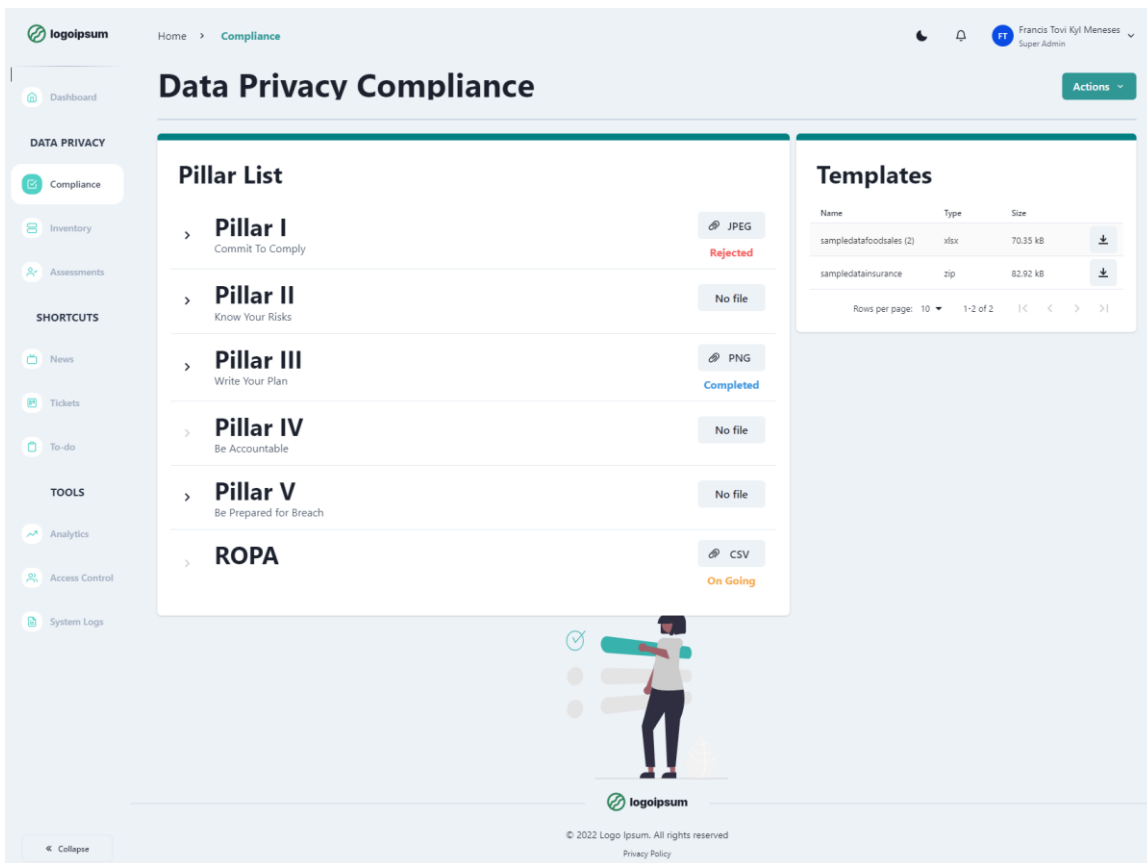 logoipsum
Home > Compliance
FT
Francis Tovi Kyl Meneses
Super Admin
Dashboard
DATA PRIVACY
Compliance
Inventory
Assessments
SHORTCUTS
News
Tickets
To-do
TOOLS
Analytics
Access Control
System Logs
Collapse
Data Privacy Compliance
Actions
Pillar List
Pillar I
Commit To Comply
JPEG
Rejected
Pillar II
Know Your Risks
No file
Pillar III
Write Your Plan
PNG
Completed
Pillar IV
Be Accountable
No file
Pillar V
Be Prepared for Breach
No file
ROPA
CSV
On Going
Templates
Name Type Size
sampledatafoodsales (2) xlsx 70.35 kB
sampledatainsurance zip 82.92 kB
Rows per page: 10 1-2 of 2
logoipsum
© 2022 Logo Ipsum. All rights reserved
Privacy Policy